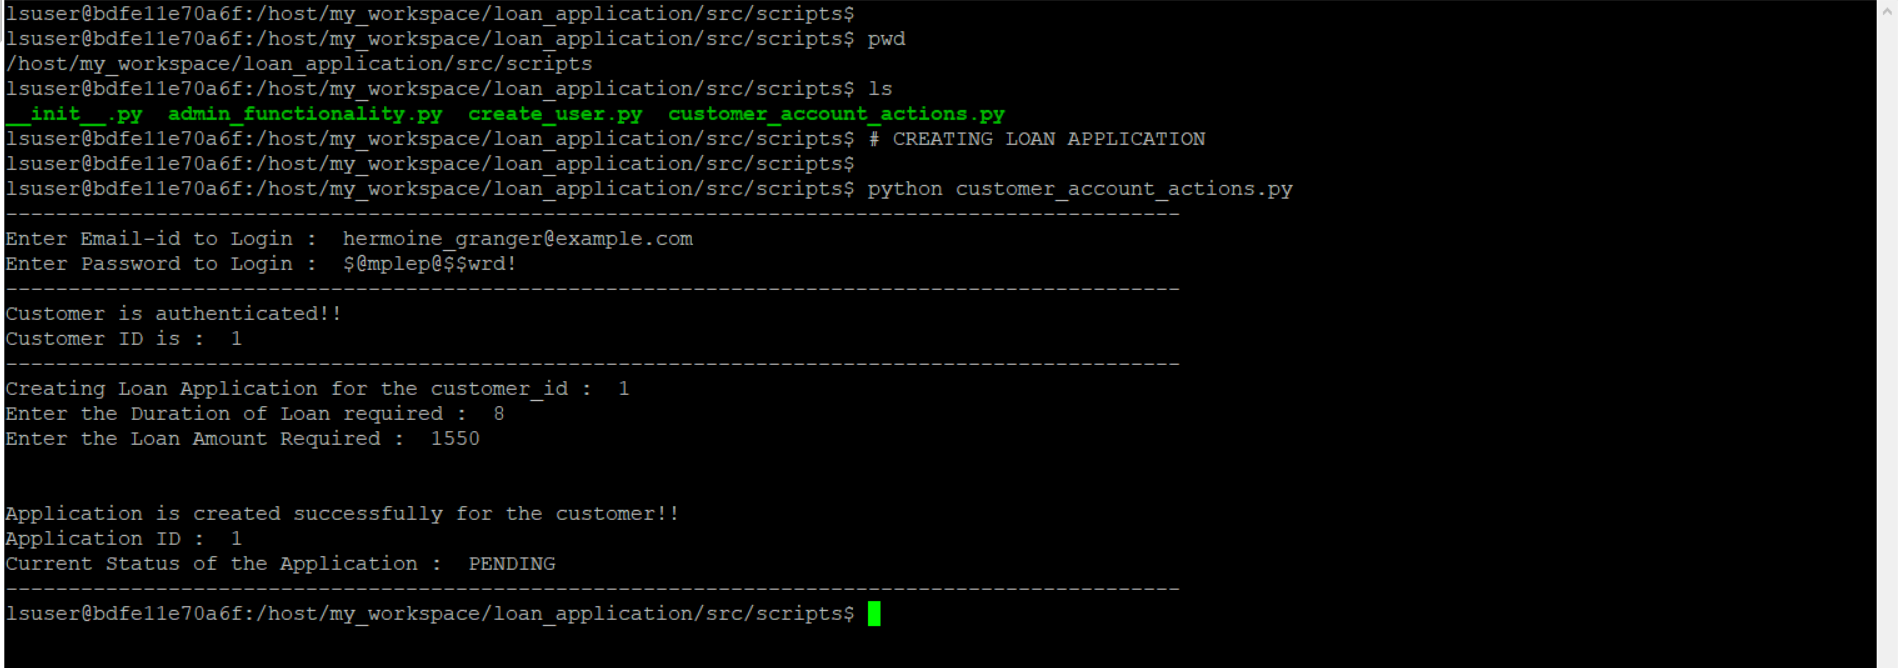 lsuser@bdfe11e70a6f:/host/my_workspace/loan_application/src/scripts$
lsuser@bdfe11e70a6f:/host/my_workspace/loan_application/src/scripts$ pwd
/host/my_workspace/loan_application/src/scripts
lsuser@bdfe11e70a6f:/host/my_workspace/loan_application/src/scripts$ ls
__init__.py  admin_functionality.py  create_user.py  customer_account_actions.py
lsuser@bdfe11e70a6f:/host/my_workspace/loan_application/src/scripts$ # CREATING LOAN APPLICATION
lsuser@bdfe11e70a6f:/host/my_workspace/loan_application/src/scripts$
lsuser@bdfe11e70a6f:/host/my_workspace/loan_application/src/scripts$ python customer_account_actions.py
----------------------------------------------------------------------------------------------
Enter Email-id to Login :  hermoine_granger@example.com
Enter Password to Login :  $@mplep@$$wrd!
----------------------------------------------------------------------------------------------
Customer is authenticated!!
Customer ID is :  1
----------------------------------------------------------------------------------------------
Creating Loan Application for the customer_id :  1
Enter the Duration of Loan required :  8
Enter the Loan Amount Required :  1550
Application is created successfully for the customer!!
Application ID :  1
Current Status of the Application :  PENDING
----------------------------------------------------------------------------------------------
lsuser@bdfe11e70a6f:/host/my_workspace/loan_application/src/scripts$